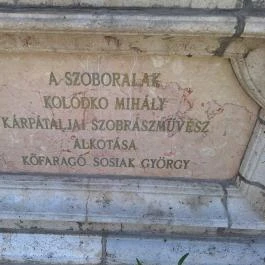 A SZOBORALAK
KOLODKO MIHÁLY
KÁRPÁTALJAI SZOBRÁSZMŰVÉSZ
ALKOTÁSA
KŐFARAGÓ SOSIAK GYÖRGY